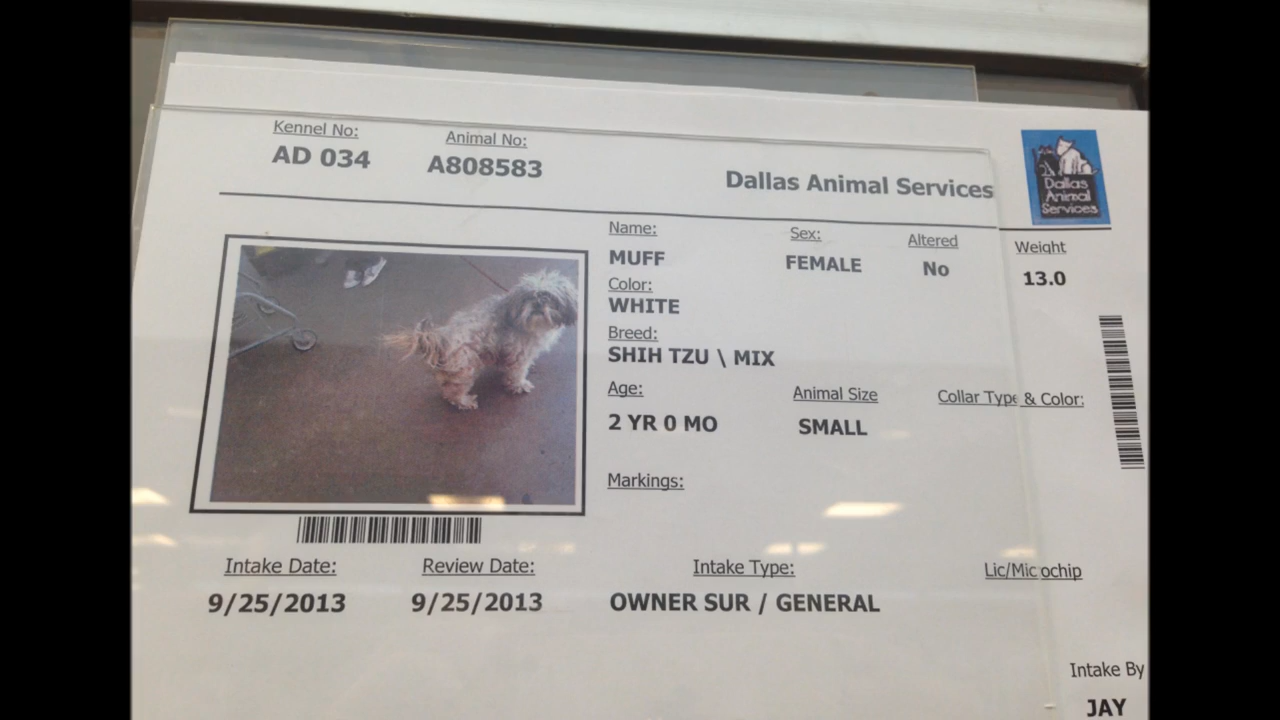 Kennel No: Animal No:
AD 034 A808583
Dallas Animal Services
Dallas
Animal
Services
Name: Sex: Altered Weight
MUFF FEMALE No 13.0
Color:
WHITE
Breed:
SHIH TZU \ MIX
Age: Animal Size Collar Type & Color:
2 YR 0 MO SMALL
Markings:
Intake Date: Review Date: Intake Type: Lic/Microchip
9/25/2013 9/25/2013 OWNER SUR / GENERAL
Intake By
JAY